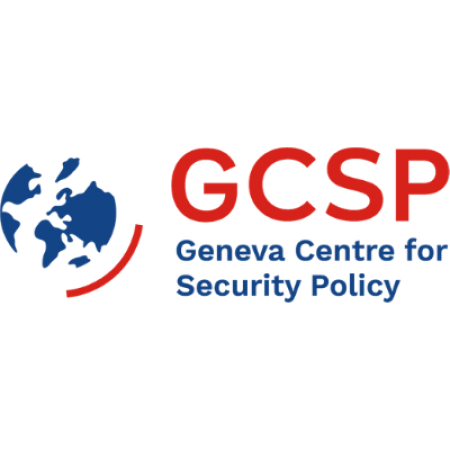 GCSP
Geneva Centre for
Security Policy